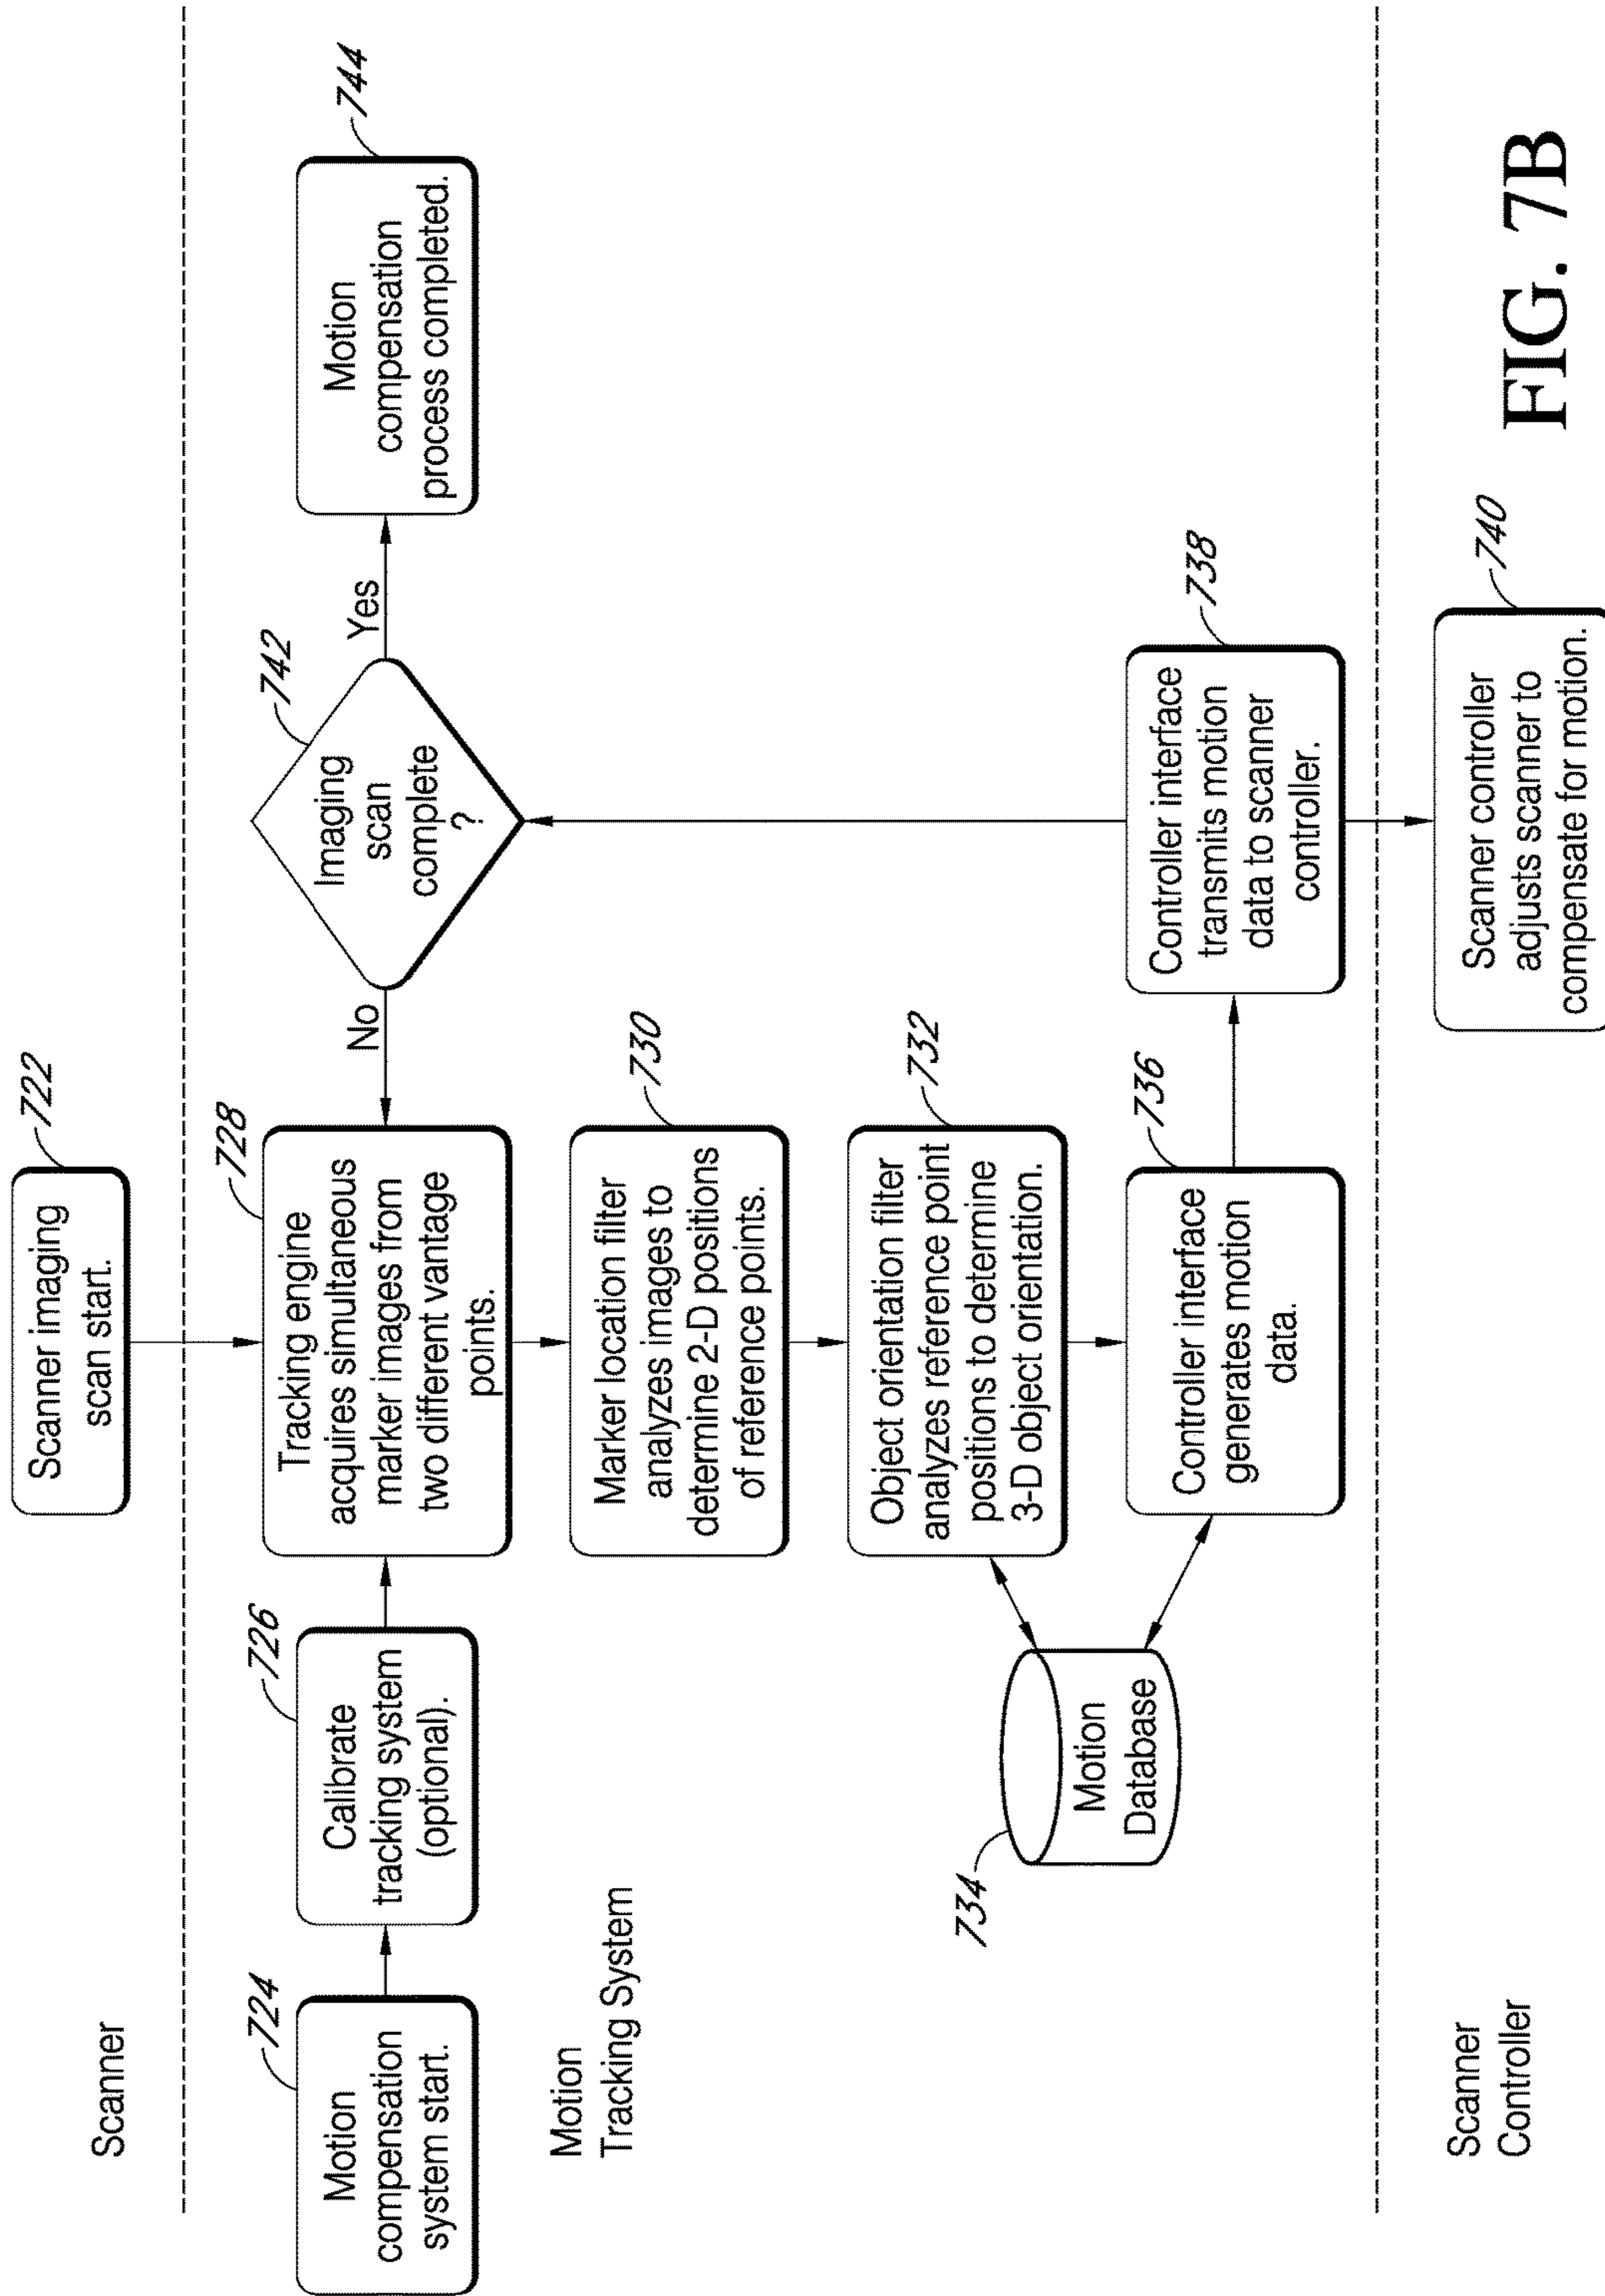 Scanner
Scanner imaging
scan start.
722
724
Motion
compensation
system start.
726
Calibrate
tracking system
(optional).
728
Tracking engine
acquires simultaneous
marker images from
two different vantage
points.
No
742
Imaging
scan
complete
?
Yes
744
Motion
compensation
process completed.
Motion
Tracking System
730
Marker location filter
analyzes images to
determine 2-D positions
of reference points.
732
Object orientation filter
analyzes reference point
positions to determine
3-D object orientation.
734
Motion
Database
736
Controller interface
generates motion
data.
738
Controller interface
transmits motion
data to scanner
controller.
Scanner
Controller
740
Scanner controller
adjusts scanner to
compensate for motion.
FIG. 7B